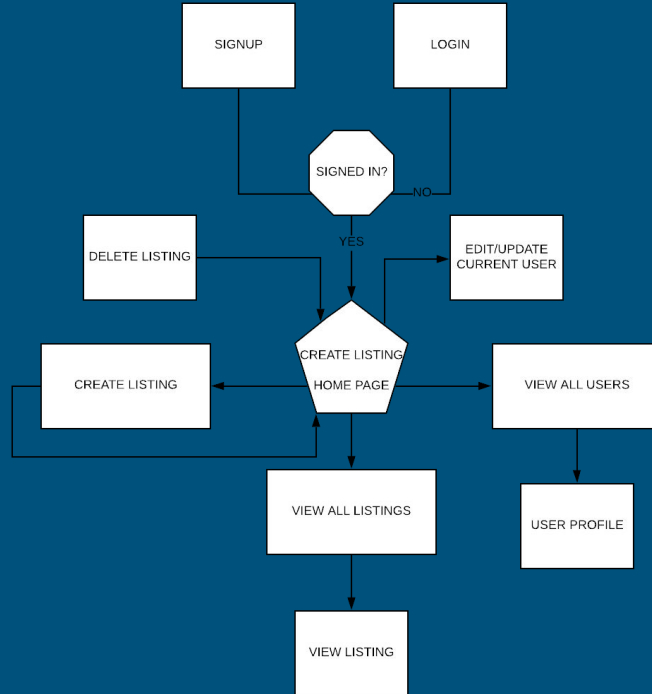 SIGNUP
LOGIN
SIGNED IN?
NO
YES
DELETE LISTING
EDIT/UPDATE
CURRENT USER
CREATE LISTING
HOME PAGE
CREATE LISTING
VIEW ALL USERS
VIEW ALL LISTINGS
USER PROFILE
VIEW LISTING